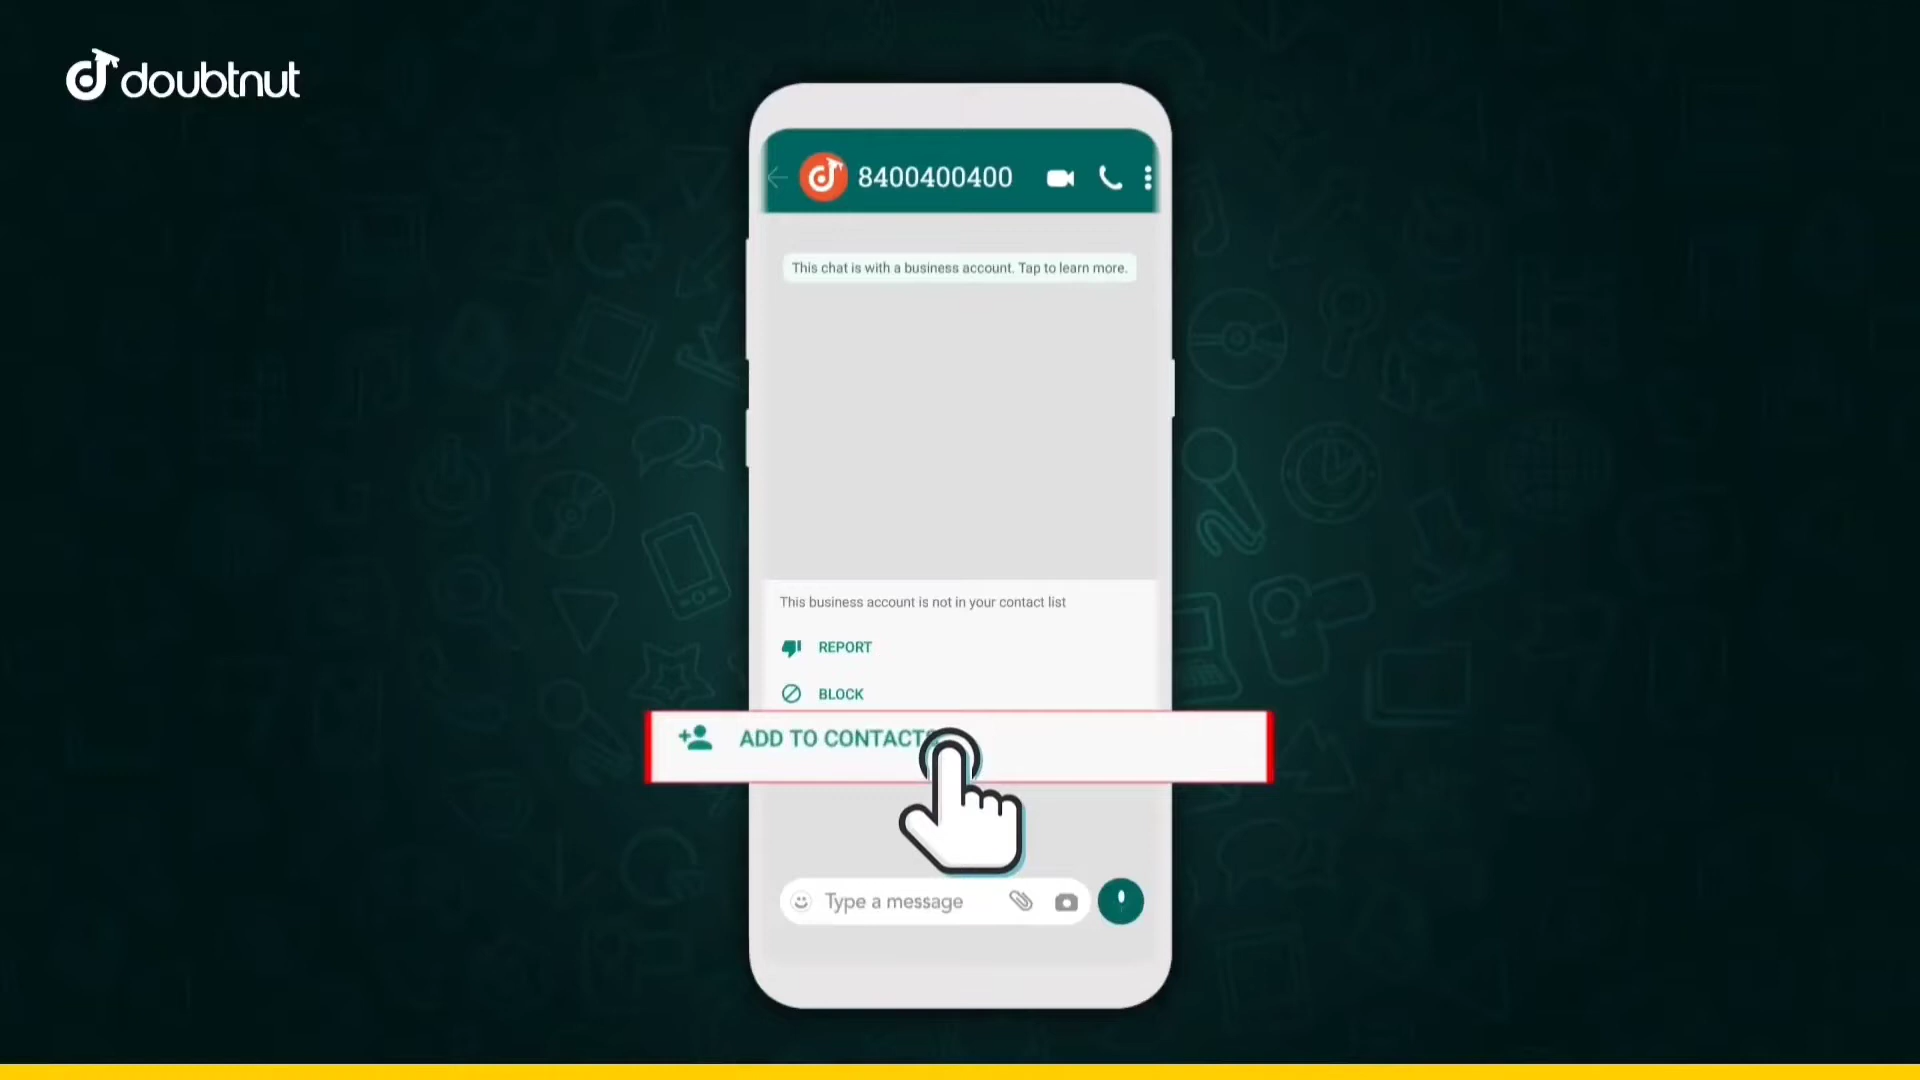 doubtnut
8400400400
This chat is with a business account. Tap to learn more.
This business account is not in your contact list
REPORT
BLOCK
ADD TO CONTACTS
Type a message